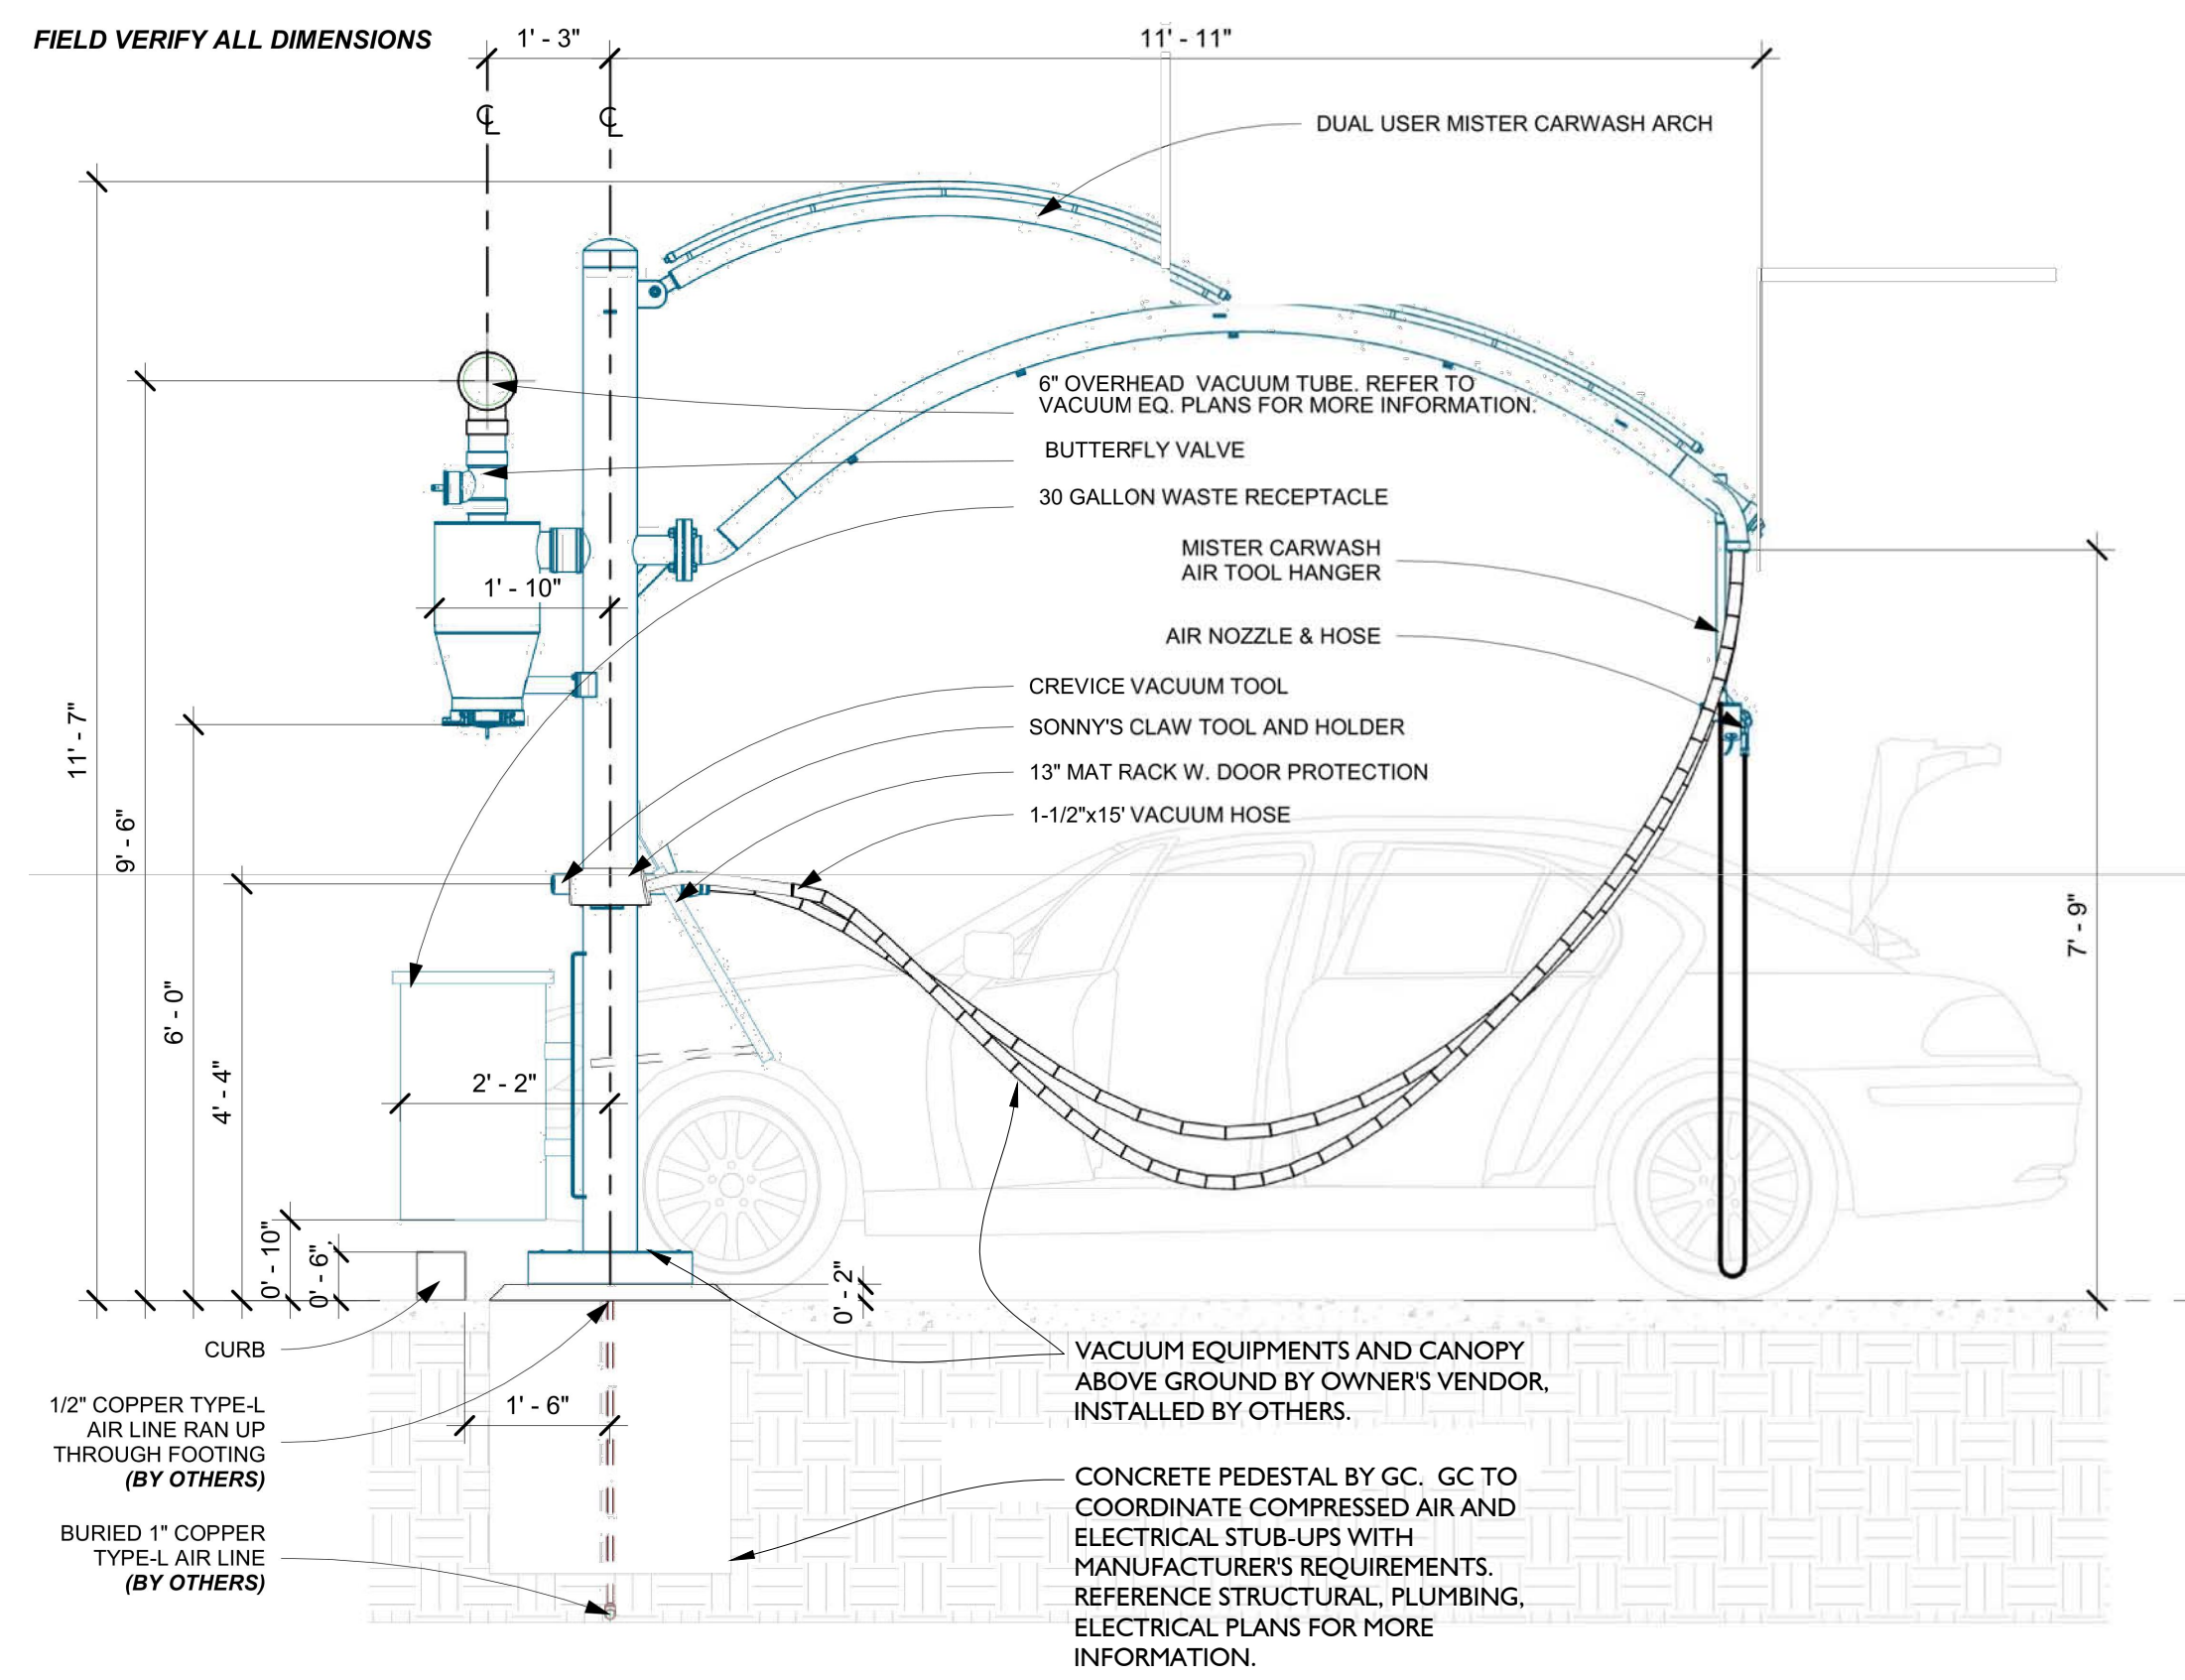 FIELD VERIFY ALL DIMENSIONS
1' - 3"
11' - 11"
℄
℄
DUAL USER MISTER CARWASH ARCH
6" OVERHEAD VACUUM TUBE. REFER TO
VACUUM EQ. PLANS FOR MORE INFORMATION.
BUTTERFLY VALVE
30 GALLON WASTE RECEPTACLE
MISTER CARWASH
AIR TOOL HANGER
1' - 10"
AIR NOZZLE & HOSE
CREVICE VACUUM TOOL
SONNY'S CLAW TOOL AND HOLDER
13" MAT RACK W. DOOR PROTECTION
1-1/2"x15' VACUUM HOSE
11' - 7"
9' - 6"
6' - 0"
4' - 4"
7' - 9"
2' - 2"
0' - 10"
0' - 6"
0' - 2"
CURB
1/2" COPPER TYPE-L
AIR LINE RAN UP
THROUGH FOOTING
(BY OTHERS)
1' - 6"
BURIED 1" COPPER
TYPE-L AIR LINE
(BY OTHERS)
VACUUM EQUIPMENTS AND CANOPY
ABOVE GROUND BY OWNER'S VENDOR,
INSTALLED BY OTHERS.
CONCRETE PEDESTAL BY GC. GC TO
COORDINATE COMPRESSED AIR AND
ELECTRICAL STUB-UPS WITH
MANUFACTURER'S REQUIREMENTS.
REFERENCE STRUCTURAL, PLUMBING,
ELECTRICAL PLANS FOR MORE
INFORMATION.